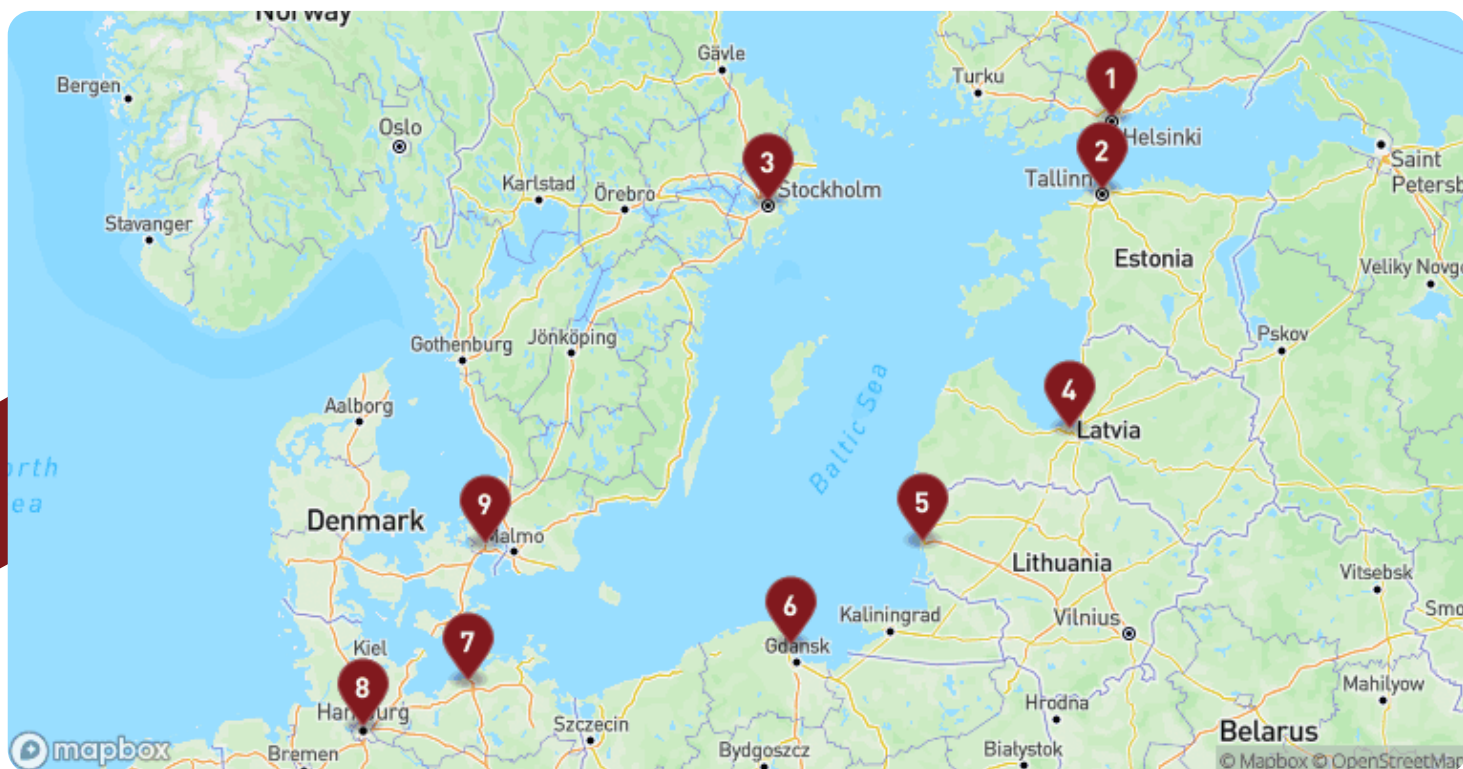 Norway
Gävle
Bergen
Turku
1
Helsinki
Oslo
Saint
Petersb
2
Tallinn
3
Stockholm
Karlstad
Örebro
Stavanger
Estonia
Veliky Novgo
Gothenburg
Jönköping
Pskov
Baltic Sea
4
Latvia
Aalborg
orth
ea
9
Malmo
Denmark
5
Lithuania
Vitsebsk
Smo
6
Gdańsk
Kaliningrad
Vilnius
7
Kiel
8
Hamburg
Mahilyow
Hrodna
Szczecin
Belarus
mapbox
Bremen
Bydgoszcz
Białystok
© Mapbox © OpenStreetMap